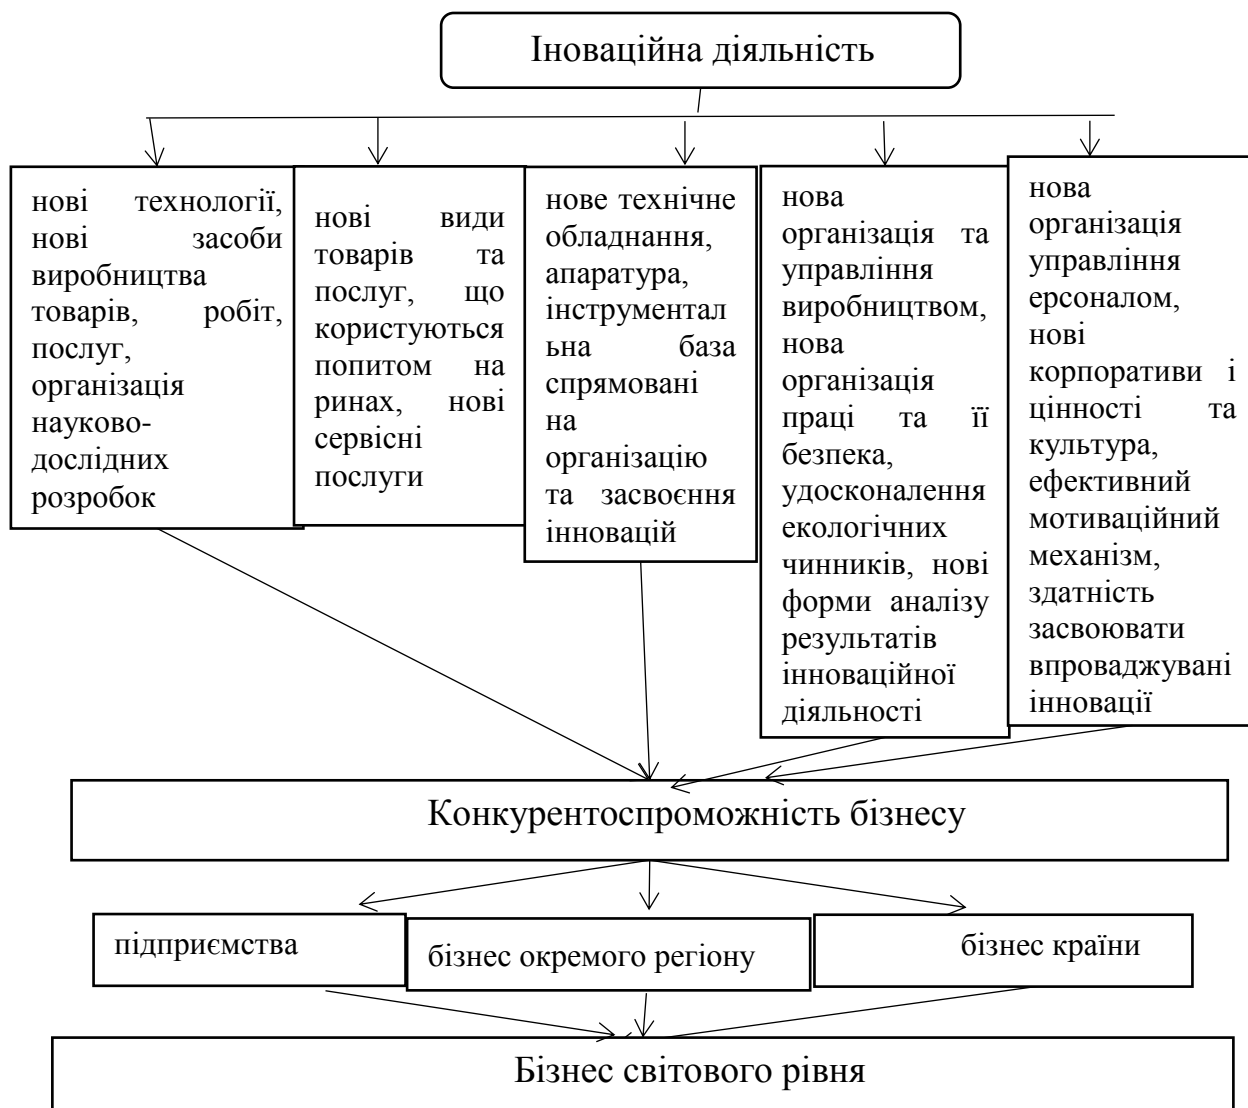 Іноваційна діяльність
нові технології,
нові засоби
виробництва
товарів, робіт,
послуг,
організація
науково-
дослідних
розробок
нові види
товарів та
послуг, що
користуються
попитом на
ринах, нові
сервісні
послуги
нове технічне
обладнання,
апаратура,
інструментал
ьна база
спрямовані
на
організацію
та засвоєння
інновацій
нова
організація та
управління
виробництвом,
нова
організація
праці та її
безпека,
удосконалення
екологічних
чинників, нові
форми аналізу
результатів
інноваційної
діяльності
нова
організація
управління
ерсоналом,
нові
корпоративи і
цінності та
культура,
ефективний
мотиваційний
механізм,
здатність
засвоювати
впроваджувані
інновації
Конкурентоспроможність бізнесу
підприємства
бізнес окремого регіону
бізнес країни
Бізнес світового рівня